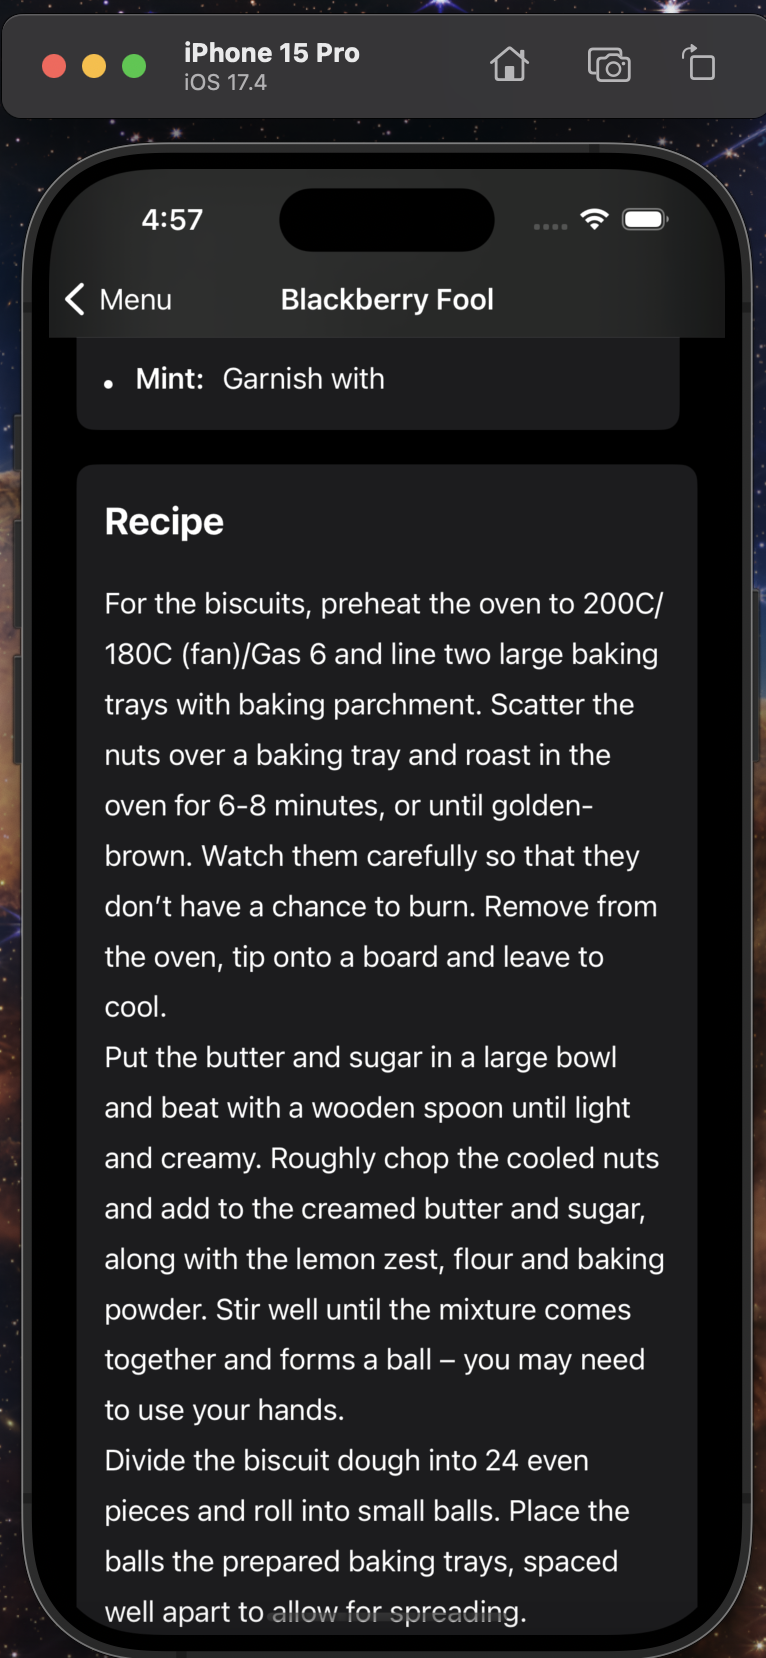 iPhone 15 Pro
iOS 17.4
4:57
Menu
Blackberry Fool
• Mint: Garnish with
Recipe
For the biscuits, preheat the oven to 200C/
180C (fan)/Gas 6 and line two large baking
trays with baking parchment. Scatter the
nuts over a baking tray and roast in the
oven for 6-8 minutes, or until golden-
brown. Watch them carefully so that they
don’t have a chance to burn. Remove from
the oven, tip onto a board and leave to
cool.
Put the butter and sugar in a large bowl
and beat with a wooden spoon until light
and creamy. Roughly chop the cooled nuts
and add to the creamed butter and sugar,
along with the lemon zest, flour and baking
powder. Stir well until the mixture comes
together and forms a ball – you may need
to use your hands.
Divide the biscuit dough into 24 even
pieces and roll into small balls. Place the
balls the prepared baking trays, spaced
well apart to allow for spreading.